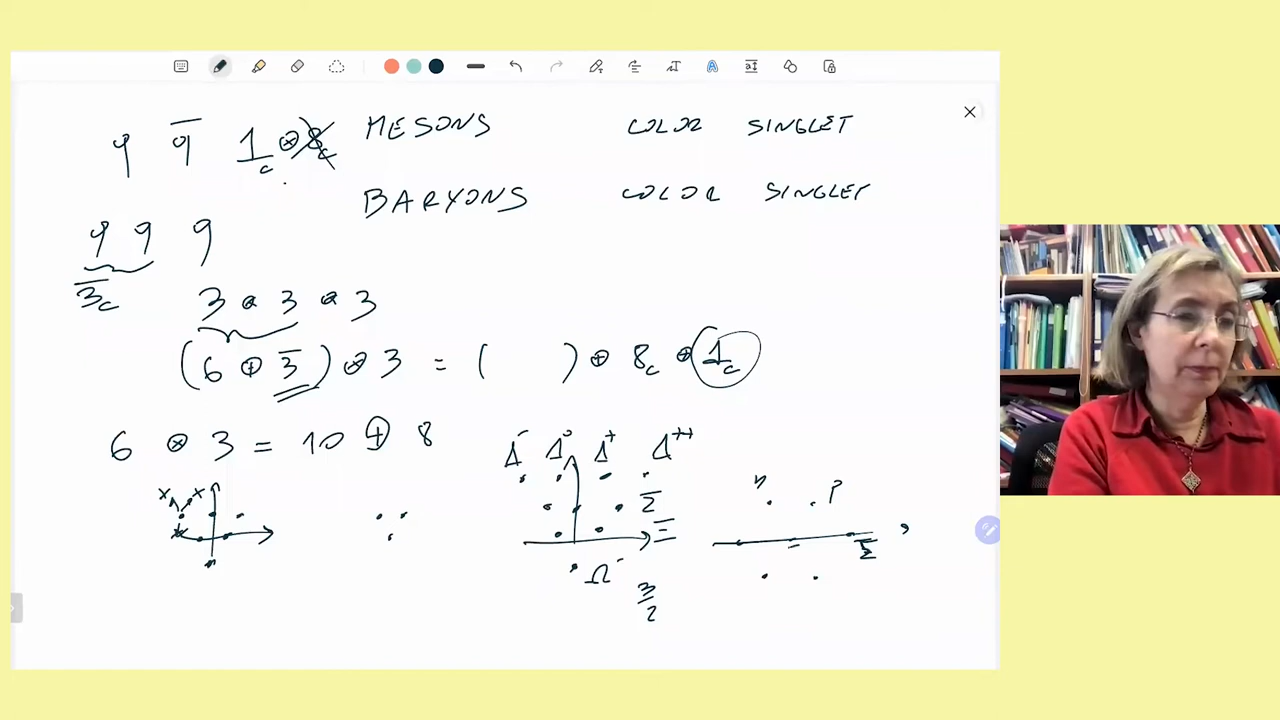 q q̅ 1c ⊗ 8c MESONS COLOR SINGLET
BARYONS COLOR SINGLET
q q q
3̅c 3 ⊗ 3 ⊗ 3
(6 ⊕ 3̅) ⊗ 3 = ( ) ⊕ 8c ⊕ 1c
6 ⊗ 3 = 10 ⊕ 8 Δ⁻ Δ⁰ Δ⁺ Δ⁺⁺
x x Σ n p
Ξ Σ
Ω⁻
3/2